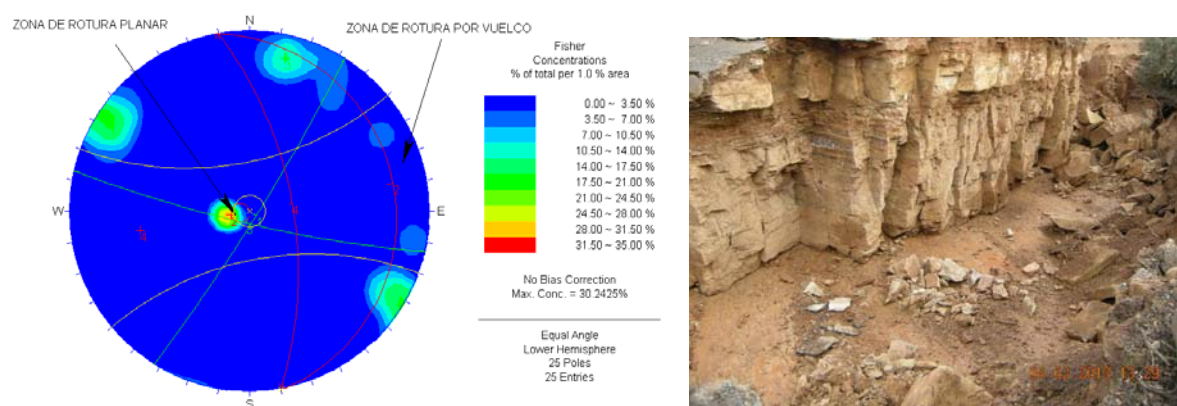 ZONA DE ROTURA PLANAR
N
ZONA DE ROTURA POR VUELCO
W
E
S
Fisher
Concentrations
% of total per 1.0 % area
0.00 ~ 3.50 %
3.50 ~ 7.00 %
7.00 ~ 10.50 %
10.50 ~ 14.00 %
14.00 ~ 17.50 %
17.50 ~ 21.00 %
21.00 ~ 24.50 %
24.50 ~ 28.00 %
28.00 ~ 31.50 %
31.50 ~ 35.00 %
No Bias Correction
Max. Conc. = 30.2425%
Equal Angle
Lower Hemisphere
25 Poles
25 Entries